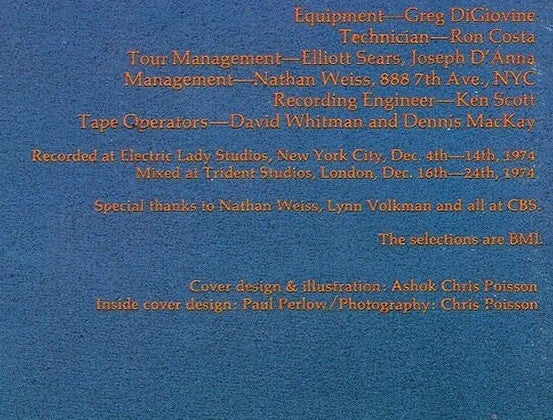 Equipment—Greg DiGiovine
Technician—Ron Costa
Tour Management—Elliott Sears, Joseph D'Anna
Management—Nathan Weiss, 888 7th Ave., NYC
Recording Engineer—Ken Scott
Tape Operators—David Whitman and Dennis MacKay
Recorded at Electric Lady Studios, New York City, Dec. 4th—14th, 1974
Mixed at Trident Studios, London, Dec. 16th—24th, 1974
Special thanks to Nathan Weiss, Lynn Volkman and all at CBS.
The selections are BMI.
Cover design & illustration: Ashok Chris Poisson
Inside cover design: Paul Perlow/Photography: Chris Poisson